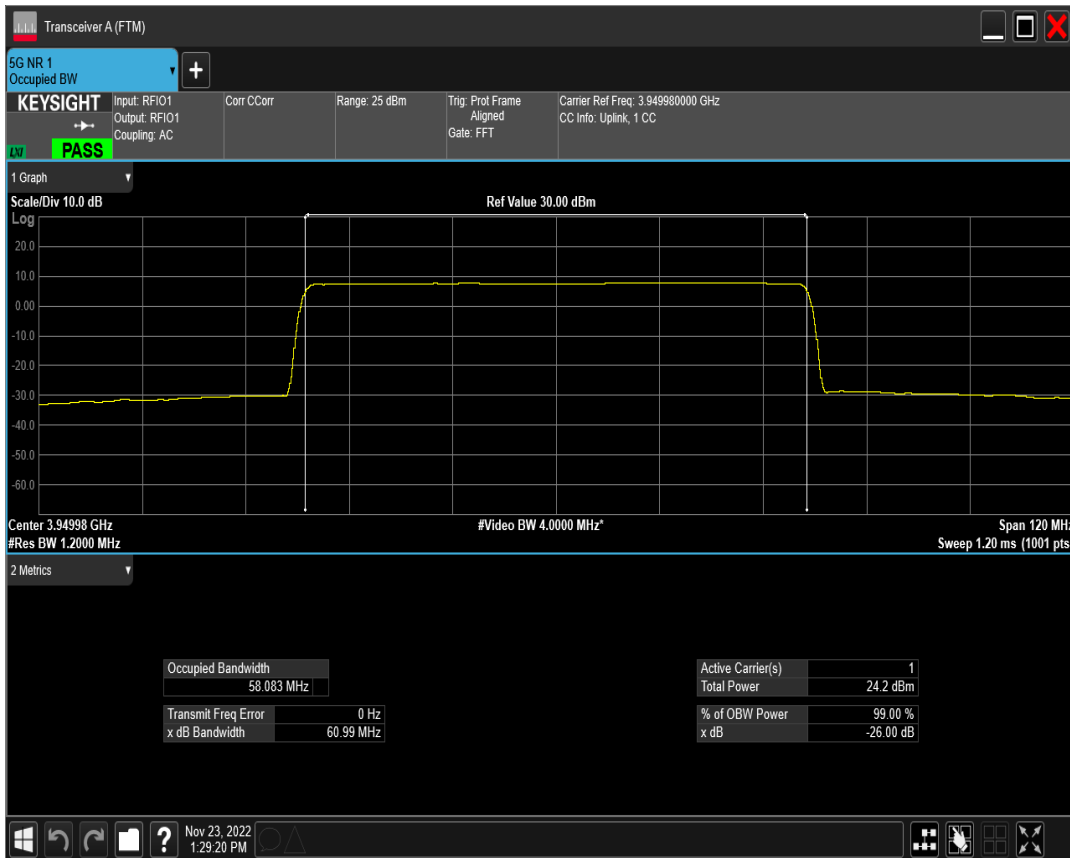 Transceiver A (FTM)
5G NR 1
Occupied BW
+
KEYSIGHT
LXI
PASS
Input: RFIO1
Output: RFIO1
Coupling: AC
Corr CCorr
Range: 25 dBm
Trig: Prot Frame
Aligned
Gate: FFT
Carrier Ref Freq: 3.949980000 GHz
CC Info: Uplink, 1 CC
1 Graph
Scale/Div 10.0 dB
Ref Value 30.00 dBm
Log
20.0
10.0
0.00
-10.0
-20.0
-30.0
-40.0
-50.0
-60.0
Center 3.94998 GHz
#Video BW 4.0000 MHz*
Span 120 MHz
#Res BW 1.2000 MHz
Sweep 1.20 ms (1001 pts
2 Metrics
Occupied Bandwidth
58.083 MHz
Transmit Freq Error 0 Hz
x dB Bandwidth 60.99 MHz
Active Carrier(s) 1
Total Power 24.2 dBm
% of OBW Power 99.00 %
x dB -26.00 dB
?
Nov 23, 2022
1:29:20 PM